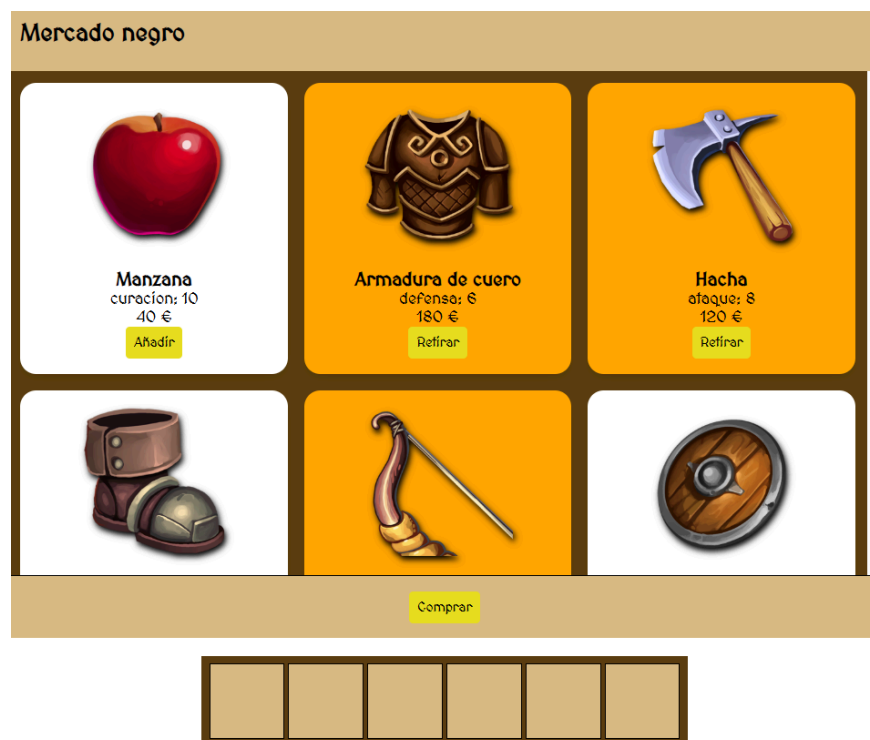 Mercado negro
Manzana
curacíon: 10
40 €
Añadir
Armadura de cuero
defensa: 6
180 €
Retirar
Hacha
ataque: 8
120 €
Retirar
Comprar